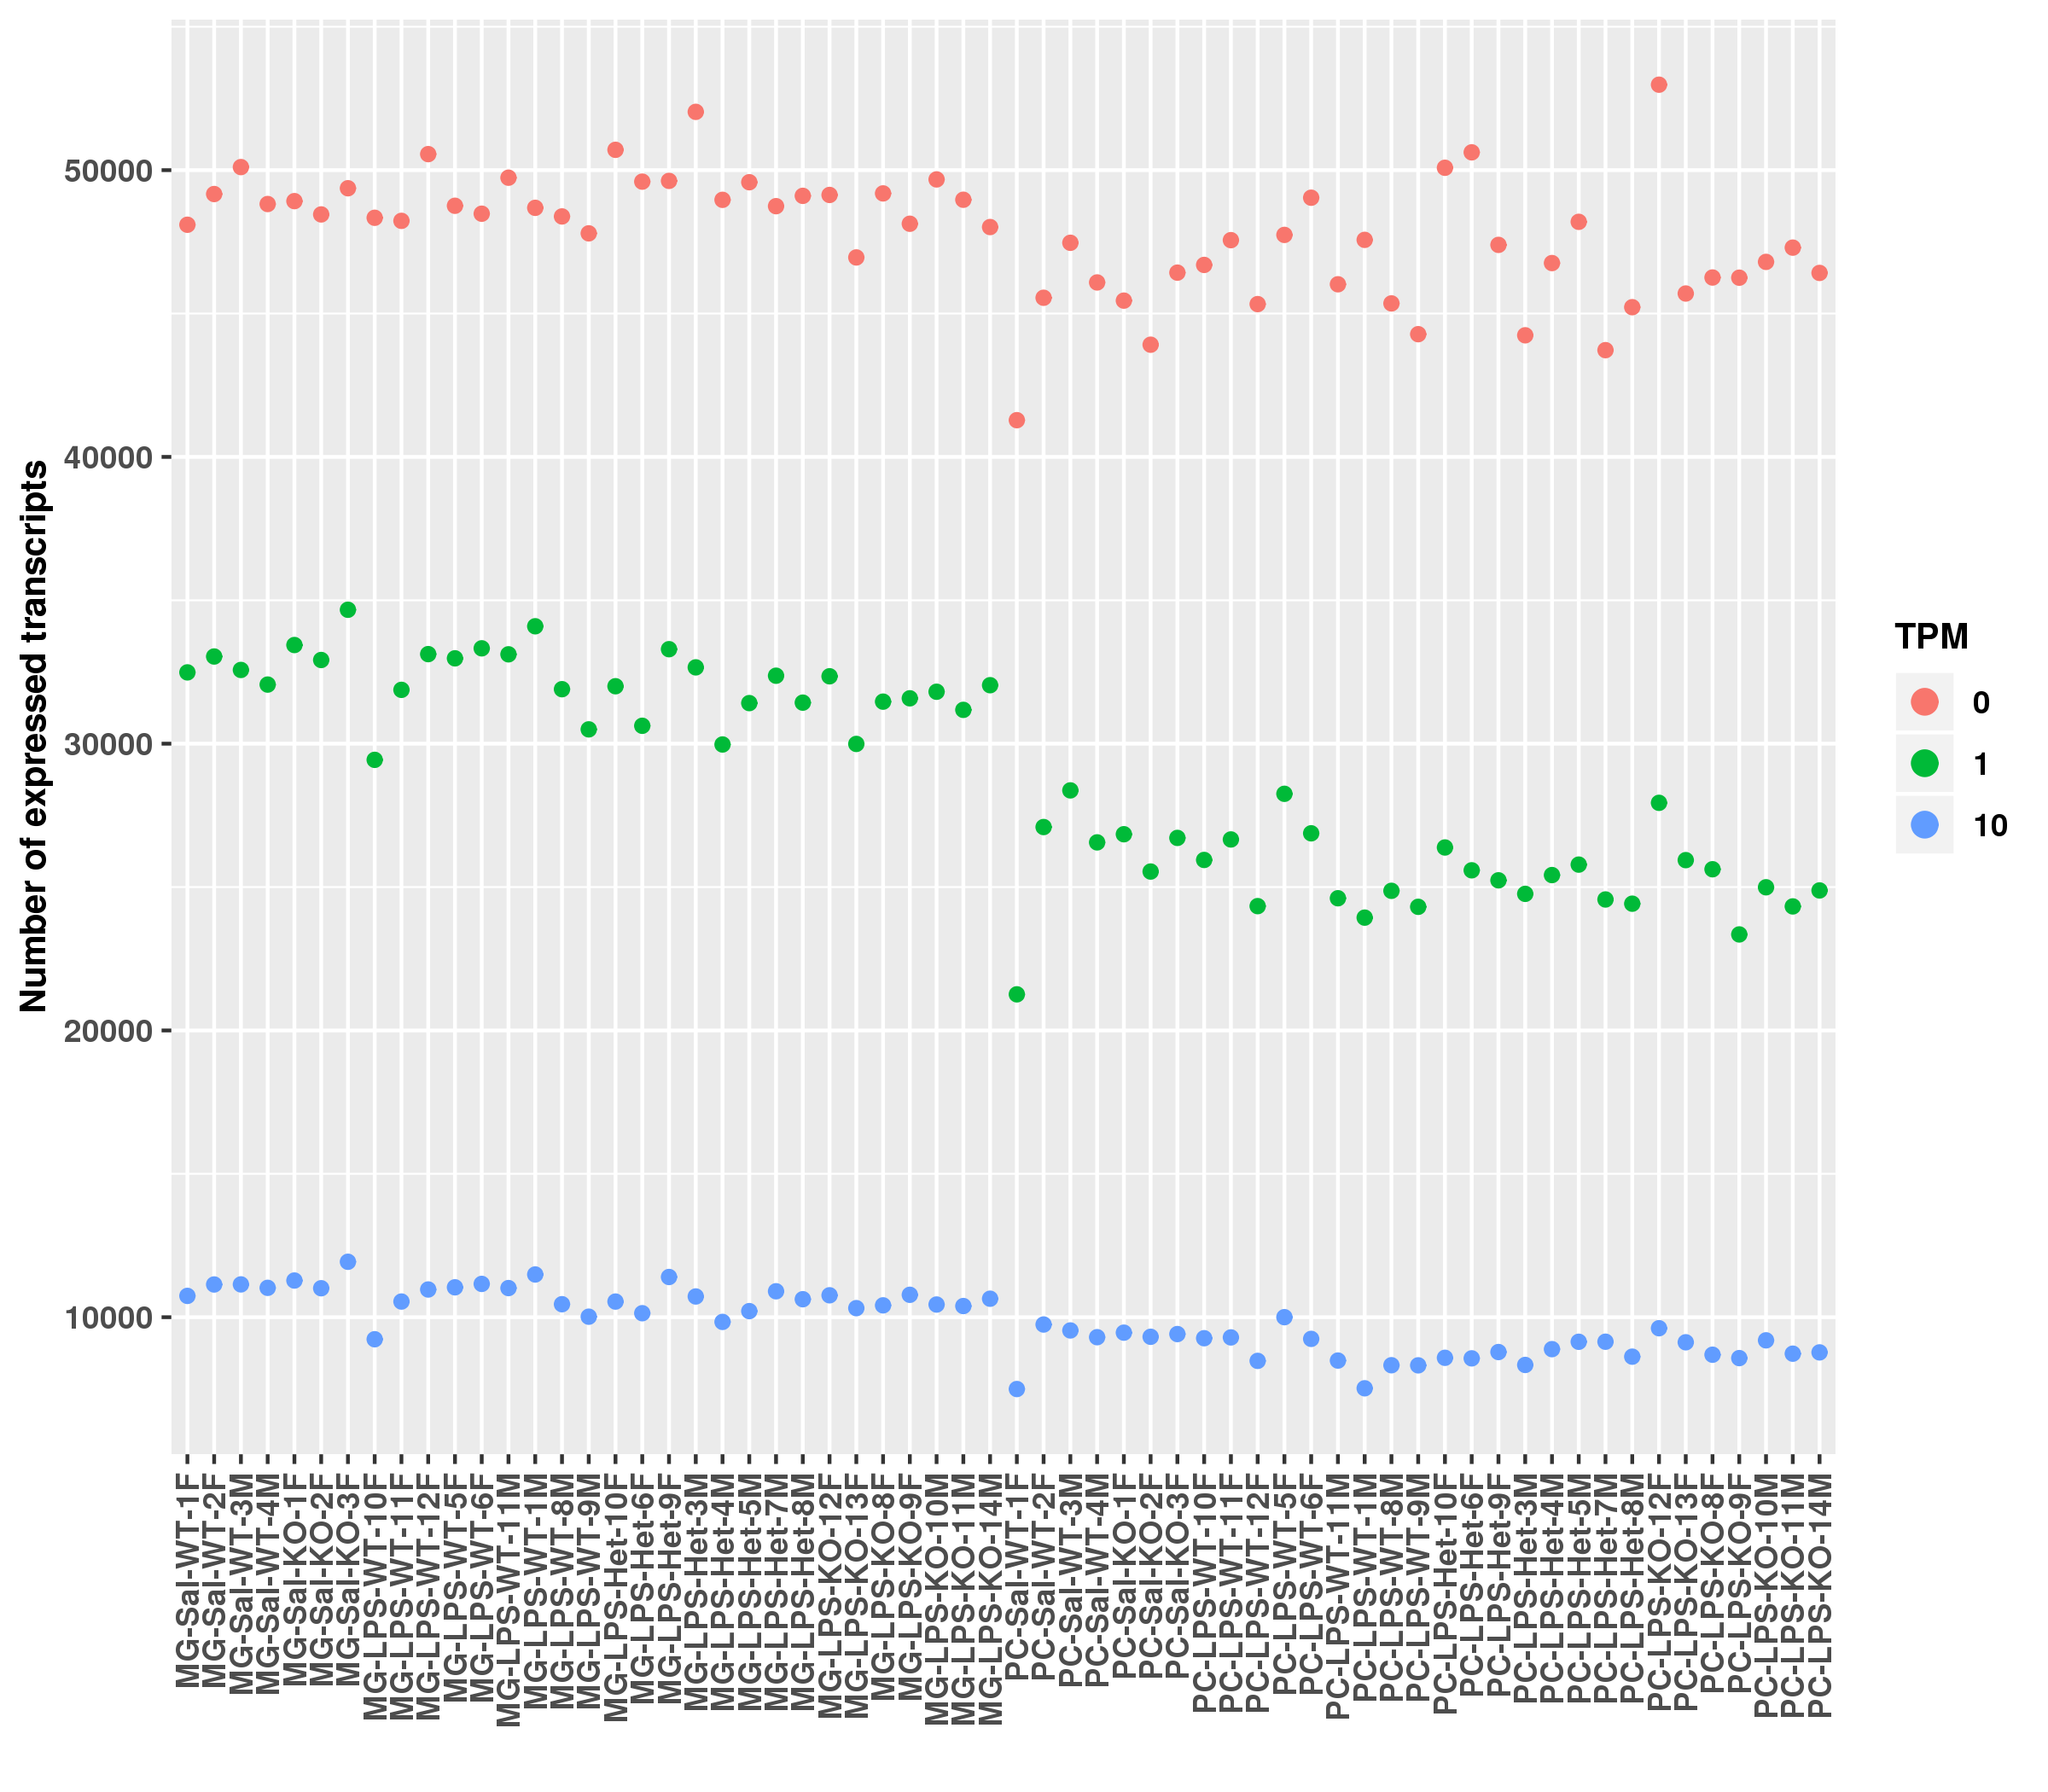 Number of expressed transcripts
50000
40000
30000
20000
10000
MG-Sal-WT-1F
MG-Sal-WT-2F
MG-Sal-WT-3M
MG-Sal-WT-4M
MG-Sal-KO-1F
MG-Sal-KO-2F
MG-Sal-KO-3F
MG-LPS-WT-10F
MG-LPS-WT-11F
MG-LPS-WT-12F
MG-LPS-WT-5F
MG-LPS-WT-6F
MG-LPS-WT-11M
MG-LPS-WT-1M
MG-LPS-WT-8M
MG-LPS-WT-9M
MG-LPS-Het-10F
MG-LPS-Het-6F
MG-LPS-Het-9F
MG-LPS-Het-3M
MG-LPS-Het-4M
MG-LPS-Het-5M
MG-LPS-Het-7M
MG-LPS-Het-8M
MG-LPS-KO-12F
MG-LPS-KO-13F
MG-LPS-KO-8F
MG-LPS-KO-9F
MG-LPS-KO-10M
MG-LPS-KO-11M
MG-LPS-KO-14M
PC-Sal-WT-1F
PC-Sal-WT-2F
PC-Sal-WT-3M
PC-Sal-WT-4M
PC-Sal-KO-1F
PC-Sal-KO-2F
PC-Sal-KO-3F
PC-LPS-WT-10F
PC-LPS-WT-11F
PC-LPS-WT-12F
PC-LPS-WT-5F
PC-LPS-WT-6F
PC-LPS-WT-11M
PC-LPS-WT-1M
PC-LPS-WT-8M
PC-LPS-WT-9M
PC-LPS-Het-10F
PC-LPS-Het-6F
PC-LPS-Het-9F
PC-LPS-Het-3M
PC-LPS-Het-4M
PC-LPS-Het-5M
PC-LPS-Het-7M
PC-LPS-Het-8M
PC-LPS-KO-12F
PC-LPS-KO-13F
PC-LPS-KO-8F
PC-LPS-KO-9F
PC-LPS-KO-10M
PC-LPS-KO-11M
PC-LPS-KO-14M
TPM
0
1
10